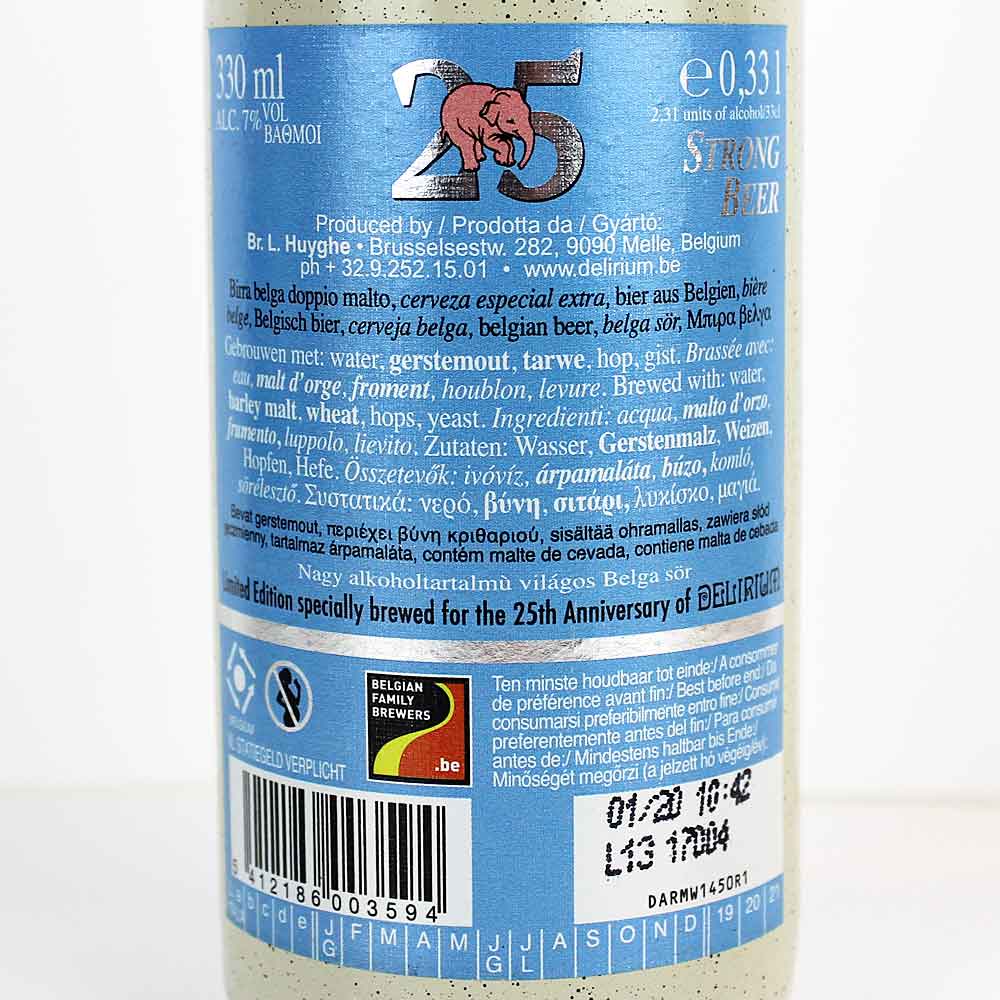 330 ml
ALC. 7% VOL
ΒΑΘΜΟΙ
25
e 0,33 l
2,31 units of alcohol/33cl
STRONG
BEER
Produced by / Prodotta da / Gyártó:
Br. L. Huyghe • Brusselsestw. 282, 9090 Melle, Belgium
ph + 32.9.252.15.01 • www.delirium.be
Birra belga doppio malto, cerveza especial extra, bier aus Belgien, bière
belge, Belgisch bier, cerveja belga, belgian beer, belga sör, Μπιρα βελγα
Gebrouwen met: water, gerstemout, tarwe, hop, gist. Brassée avec:
eau, malt d'orge, froment, houblon, levure. Brewed with: water,
barley malt, wheat, hops, yeast. Ingredienti: acqua, malto d'orzo,
frumento, luppolo, lievito. Zutaten: Wasser, Gerstenmalz, Weizen,
Hopfen, Hefe. Összetevők: ivóvíz, árpamaláta, búzo, komló,
sörélesztő. Συστατικά: νερό, βύνη, σιτάρι, λυκίσκο, μαγιά.
Bevat gerstemout, περιέχει βύνη κριθαριού, sisältää ohramallas, zawiera słód
jęczmienny, tartalmaz árpamaláta, contém malte de cevada, contiene malta de cebada
Nagy alkoholtartalmù világos Belga sör
Limited Edition specially brewed for the 25th Anniversary of DELIRIUM
BELGIUM
NL STATIEGELD VERPLICHT
BELGIAN
FAMILY
BREWERS
.be
Ten minste houdbaar tot einde:/ A consommer
de préférence avant fin:/ Best before end:/ Da
consumarsi preferibilmente entro fine:/ Consumir
preferentemente antes del fin:/ Para consumir
antes de:/ Mindestens haltbar bis Ende:/
Minőségét megőrzi (a jelzett hó végéig/év):
01/20 10:42
L13 17004
DARMW1450R1
5 412186 003594
a b c d e J F M A M J J A S O N D 19 20 21
G G L